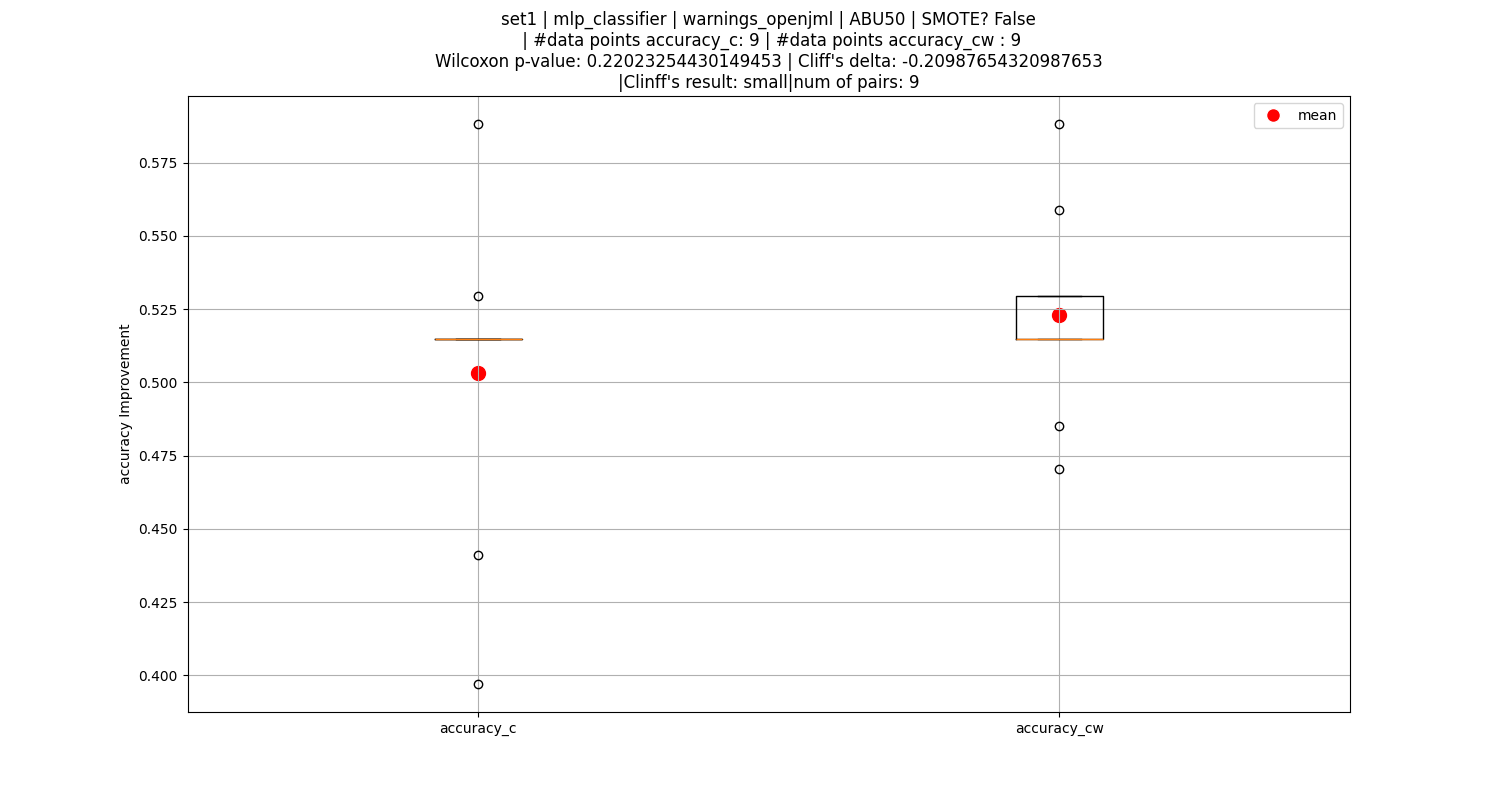 set1 | mlp_classifier | warnings_openjml | ABU50 | SMOTE? False
| #data points accuracy_c: 9 | #data points accuracy_cw : 9
Wilcoxon p-value: 0.22023254430149453 | Cliff's delta: -0.20987654320987653
|Clinff's result: small|num of pairs: 9
mean
0.575
0.550
0.525
0.500
0.475
0.450
0.425
0.400
accuracy Improvement
accuracy_c
accuracy_cw